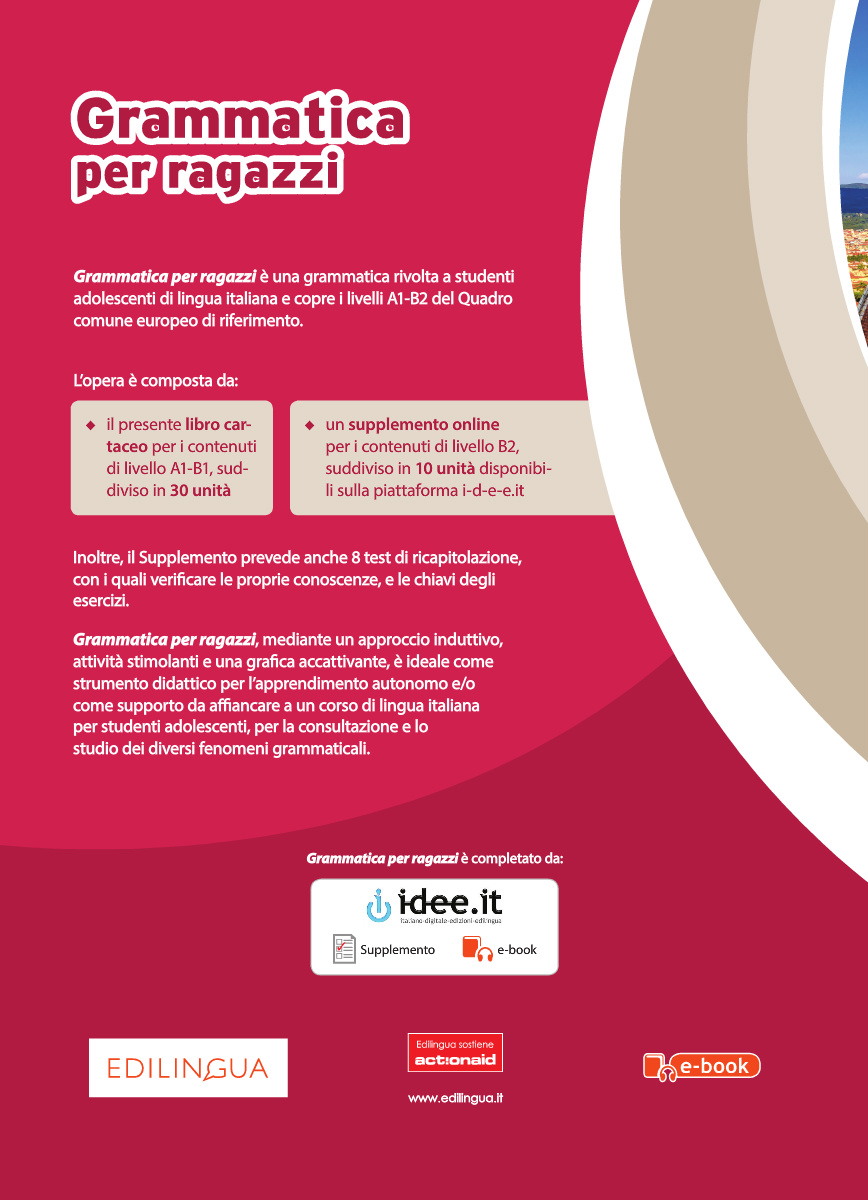 Grammatica
per ragazzi
Grammatica per ragazzi è una grammatica rivolta a studenti
adolescenti di lingua italiana e copre i livelli A1-B2 del Quadro
comune europeo di riferimento.
L'opera è composta da:
◆ il presente libro car-
taceo per i contenuti
di livello A1-B1, sud-
diviso in 30 unità
◆ un supplemento online
per i contenuti di livello B2,
suddiviso in 10 unità disponibi-
li sulla piattaforma i-d-e-e.it
Inoltre, il Supplemento prevede anche 8 test di ricapitolazione,
con i quali verificare le proprie conoscenze, e le chiavi degli
esercizi.
Grammatica per ragazzi, mediante un approccio induttivo,
attività stimolanti e una grafica accattivante, è ideale come
strumento didattico per l'apprendimento autonomo e/o
come supporto da affiancare a un corso di lingua italiana
per studenti adolescenti, per la consultazione e lo
studio dei diversi fenomeni grammaticali.
Grammatica per ragazzi è completato da:
i-d-e-e.it
italiano-digitale-edizioni-edilingua
Supplemento
e-book
EDILINGUA
Edilingua sostiene
act!onaid
www.edilingua.it
e-book